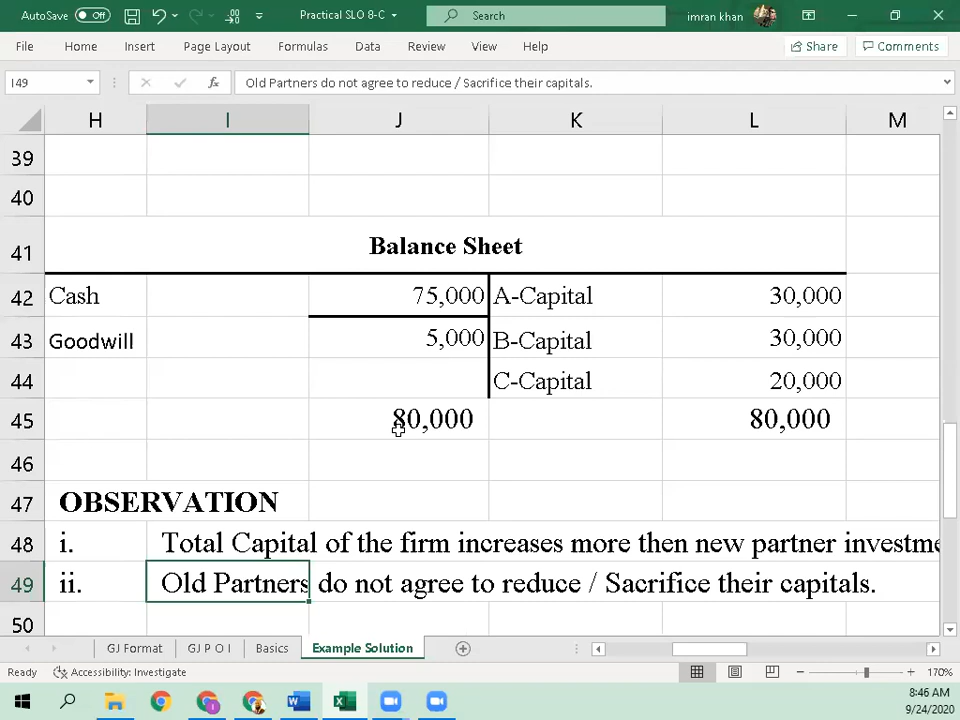 AutoSave Off Practical SLO 8-C Search imran khan
File Home Insert Page Layout Formulas Data Review View Help Share Comments
I49 fx Old Partners do not agree to reduce / Sacrifice their capitals.
H I J K L M
39
40
41 Balance Sheet
42 Cash 75,000 A-Capital 30,000
43 Goodwill 5,000 B-Capital 30,000
44 C-Capital 20,000
45 80,000 80,000
46
47 OBSERVATION
48 i. Total Capital of the firm increases more then new partner investme
49 ii. Old Partners do not agree to reduce / Sacrifice their capitals.
50
GJ Format GJ P O I Basics Example Solution
Ready Accessibility: Investigate 170%
8:46 AM
9/24/2020